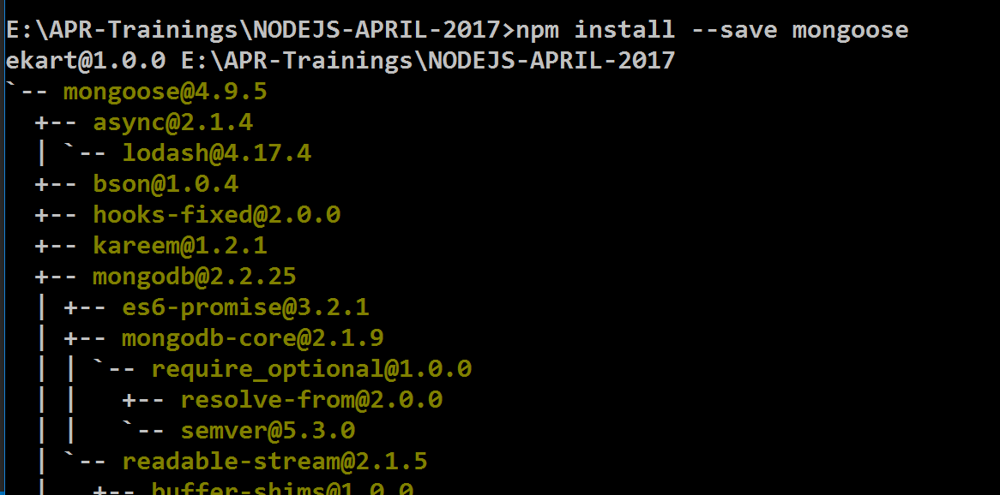 E:\APR-Trainings\NODEJS-APRIL-2017>npm install --save mongoose
ekart@1.0.0 E:\APR-Trainings\NODEJS-APRIL-2017
`-- mongoose@4.9.5
  +-- async@2.1.4
  | `-- lodash@4.17.4
  +-- bson@1.0.4
  +-- hooks-fixed@2.0.0
  +-- kareem@1.2.1
  +-- mongodb@2.2.25
  | +-- es6-promise@3.2.1
  | +-- mongodb-core@2.1.9
  | | `-- require_optional@1.0.0
  | |   +-- resolve-from@2.0.0
  | |   `-- semver@5.3.0
  | `-- readable-stream@2.1.5
  |   +-- buffer-shims@1.0.0